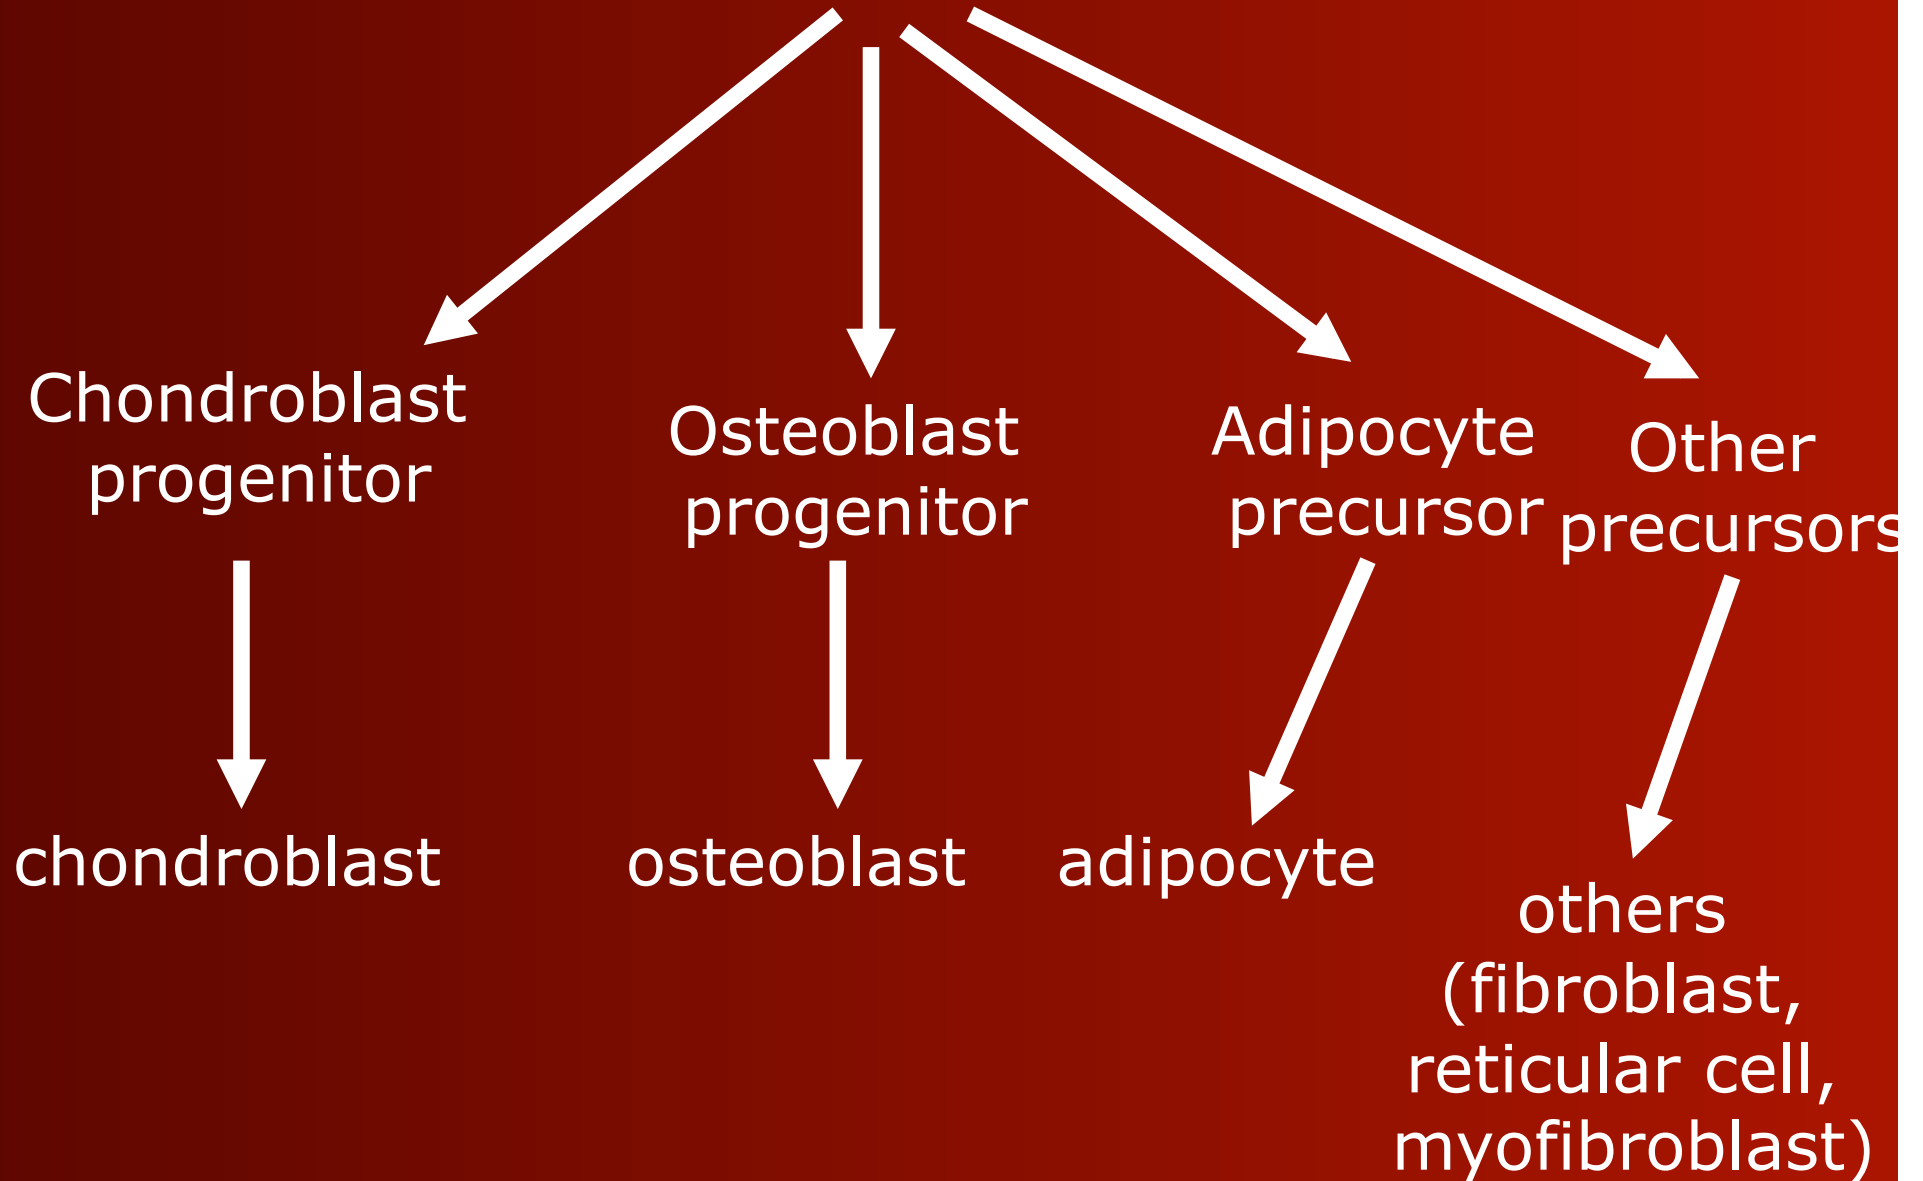 Chondroblast
progenitor
Osteoblast
progenitor
Adipocyte
precursor
Other
precursors
chondroblast
osteoblast
adipocyte
others
(fibroblast,
reticular cell,
myofibroblast)